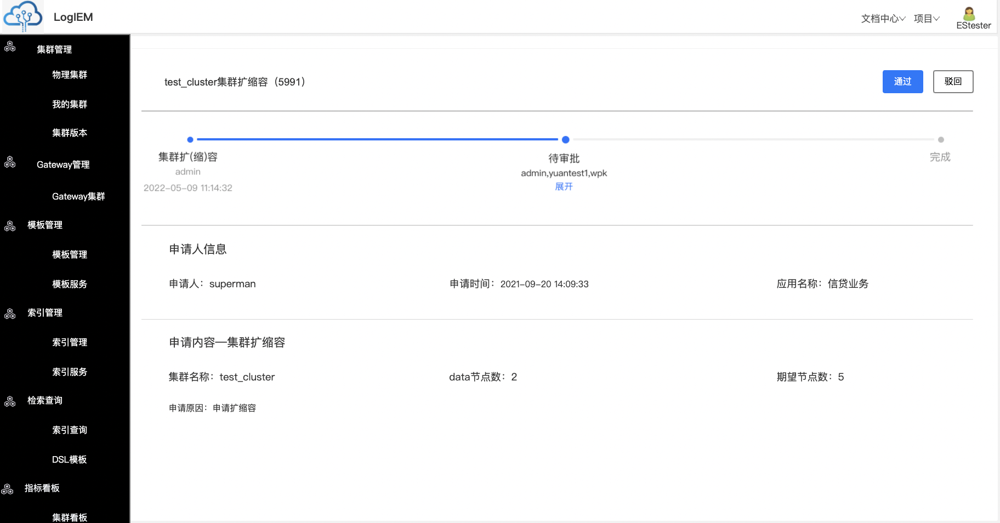 LogIEM
文档中心
项目
EStester
集群管理
物理集群
我的集群
集群版本
Gateway管理
Gateway集群
模板管理
模板管理
模板服务
索引管理
索引管理
索引服务
检索查询
索引查询
DSL模板
指标看板
集群看板
test_cluster集群扩缩容（5991）
通过
驳回
集群扩(缩)容
admin
2022-05-09 11:14:32
待审批
admin,yuantest1,wpk
展开
完成
申请人信息
申请人：superman
申请时间：2021-09-20 14:09:33
应用名称：信贷业务
申请内容—集群扩缩容
集群名称：test_cluster
data节点数：2
期望节点数：5
申请原因：申请扩缩容